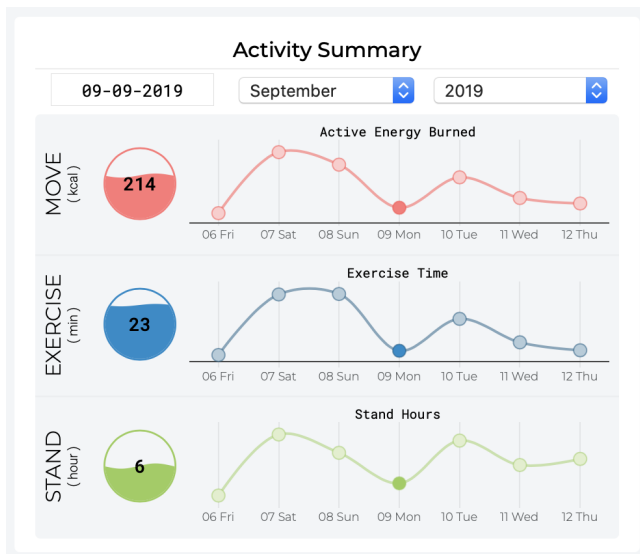 Activity Summary
09-09-2019 September 2019
Active Energy Burned
MOVE
(kcal)
214
06 Fri 07 Sat 08 Sun 09 Mon 10 Tue 11 Wed 12 Thu
Exercise Time
EXERCISE
(min)
23
06 Fri 07 Sat 08 Sun 09 Mon 10 Tue 11 Wed 12 Thu
Stand Hours
STAND
(hour)
6
06 Fri 07 Sat 08 Sun 09 Mon 10 Tue 11 Wed 12 Thu